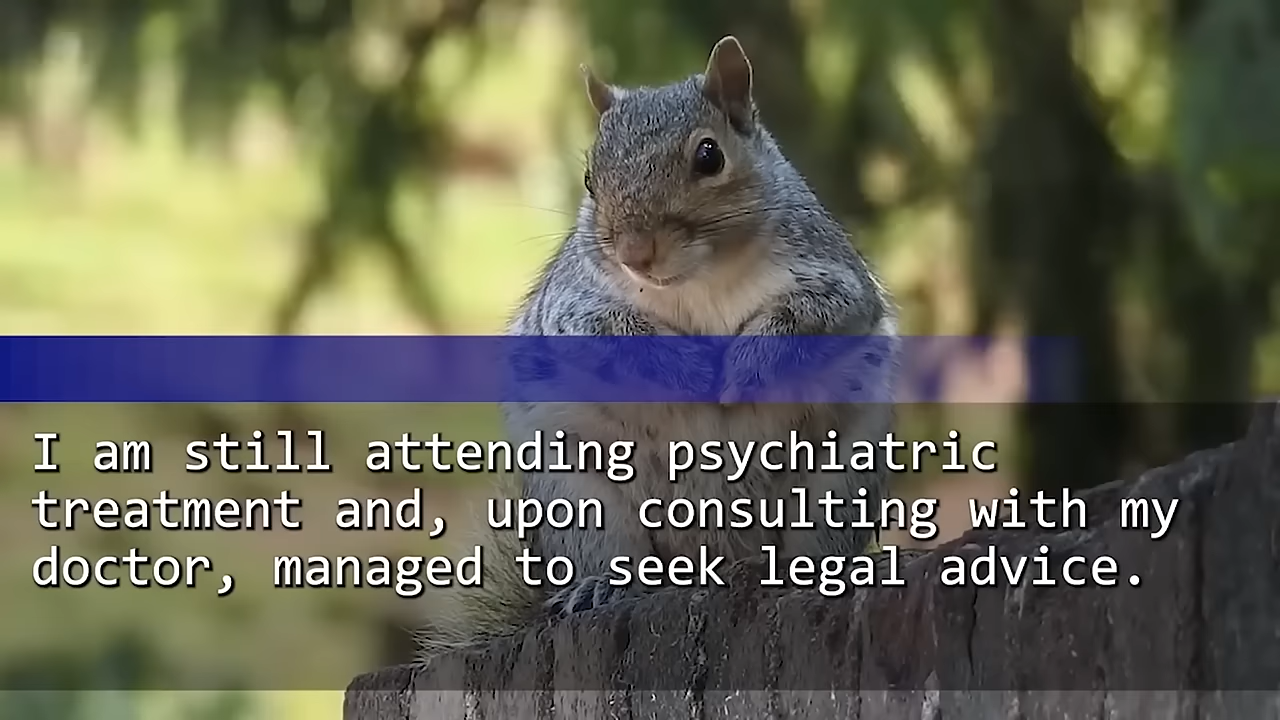 I am still attending psychiatric
treatment and, upon consulting with my
doctor, managed to seek legal advice.